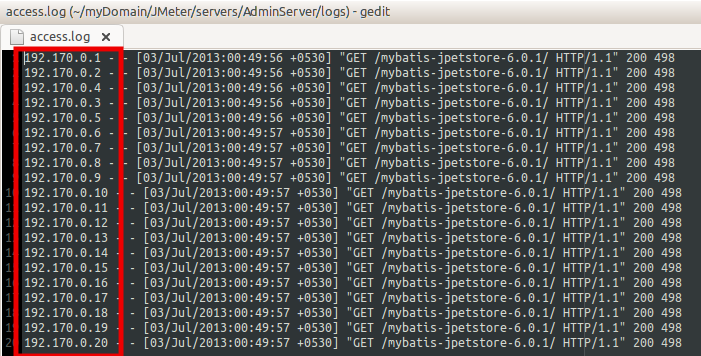 access.log (~/myDomain/JMeter/servers/AdminServer/logs) - gedit
access.log ×
192.170.0.1 - - [03/Jul/2013:00:49:56 +0530] "GET /mybatis-jpetstore-6.0.1/ HTTP/1.1" 200 498
192.170.0.2 - - [03/Jul/2013:00:49:56 +0530] "GET /mybatis-jpetstore-6.0.1/ HTTP/1.1" 200 498
192.170.0.4 - - [03/Jul/2013:00:49:56 +0530] "GET /mybatis-jpetstore-6.0.1/ HTTP/1.1" 200 498
192.170.0.3 - - [03/Jul/2013:00:49:56 +0530] "GET /mybatis-jpetstore-6.0.1/ HTTP/1.1" 200 498
192.170.0.5 - - [03/Jul/2013:00:49:56 +0530] "GET /mybatis-jpetstore-6.0.1/ HTTP/1.1" 200 498
192.170.0.6 - - [03/Jul/2013:00:49:57 +0530] "GET /mybatis-jpetstore-6.0.1/ HTTP/1.1" 200 498
192.170.0.7 - - [03/Jul/2013:00:49:57 +0530] "GET /mybatis-jpetstore-6.0.1/ HTTP/1.1" 200 498
192.170.0.8 - - [03/Jul/2013:00:49:57 +0530] "GET /mybatis-jpetstore-6.0.1/ HTTP/1.1" 200 498
192.170.0.9 - - [03/Jul/2013:00:49:57 +0530] "GET /mybatis-jpetstore-6.0.1/ HTTP/1.1" 200 498
192.170.0.10 - - [03/Jul/2013:00:49:57 +0530] "GET /mybatis-jpetstore-6.0.1/ HTTP/1.1" 200 498
192.170.0.11 - - [03/Jul/2013:00:49:57 +0530] "GET /mybatis-jpetstore-6.0.1/ HTTP/1.1" 200 498
192.170.0.12 - - [03/Jul/2013:00:49:57 +0530] "GET /mybatis-jpetstore-6.0.1/ HTTP/1.1" 200 498
192.170.0.13 - - [03/Jul/2013:00:49:57 +0530] "GET /mybatis-jpetstore-6.0.1/ HTTP/1.1" 200 498
192.170.0.14 - - [03/Jul/2013:00:49:57 +0530] "GET /mybatis-jpetstore-6.0.1/ HTTP/1.1" 200 498
192.170.0.15 - - [03/Jul/2013:00:49:57 +0530] "GET /mybatis-jpetstore-6.0.1/ HTTP/1.1" 200 498
192.170.0.16 - - [03/Jul/2013:00:49:57 +0530] "GET /mybatis-jpetstore-6.0.1/ HTTP/1.1" 200 498
192.170.0.17 - - [03/Jul/2013:00:49:57 +0530] "GET /mybatis-jpetstore-6.0.1/ HTTP/1.1" 200 498
192.170.0.18 - - [03/Jul/2013:00:49:57 +0530] "GET /mybatis-jpetstore-6.0.1/ HTTP/1.1" 200 498
192.170.0.19 - - [03/Jul/2013:00:49:57 +0530] "GET /mybatis-jpetstore-6.0.1/ HTTP/1.1" 200 498
192.170.0.20 - - [03/Jul/2013:00:49:57 +0530] "GET /mybatis-jpetstore-6.0.1/ HTTP/1.1" 200 498